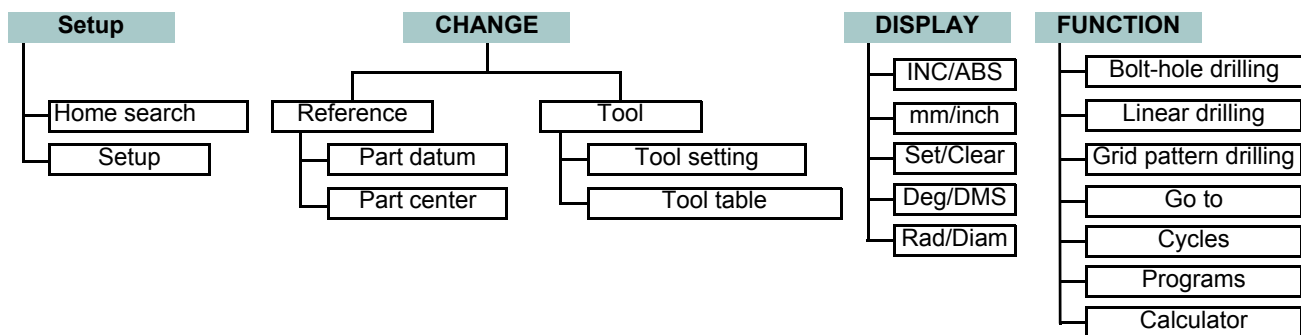 Setup
Home search
Setup
CHANGE
Reference
Part datum
Part center
Tool
Tool setting
Tool table
DISPLAY
INC/ABS
mm/inch
Set/Clear
Deg/DMS
Rad/Diam
FUNCTION
Bolt-hole drilling
Linear drilling
Grid pattern drilling
Go to
Cycles
Programs
Calculator